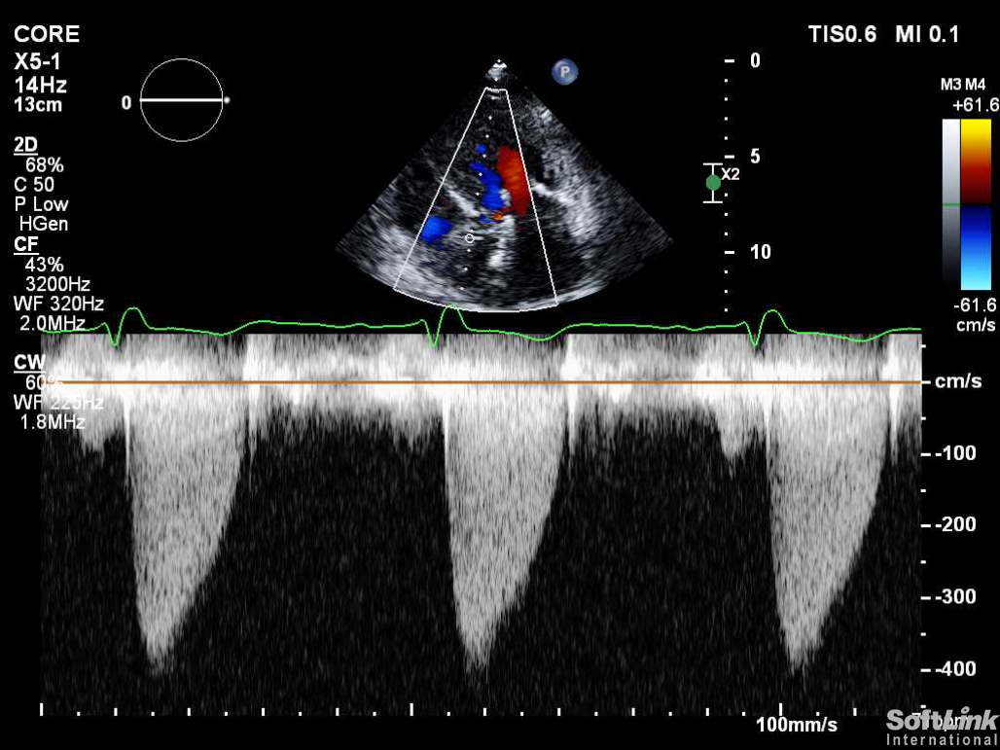 CORE
X5-1
14Hz
13cm
0
2D
68%
C 50
P Low
HGen
CF
43%
3200Hz
WF 320Hz
2.0MHz
CW
60%
WF 225Hz
1.8MHz
P
TIS0.6 MI 0.1
0
5
X2
10
M3 M4
+61.6
-61.6
cm/s
cm/s
-100
-200
-300
-400
100mm/s
SoftLink
International